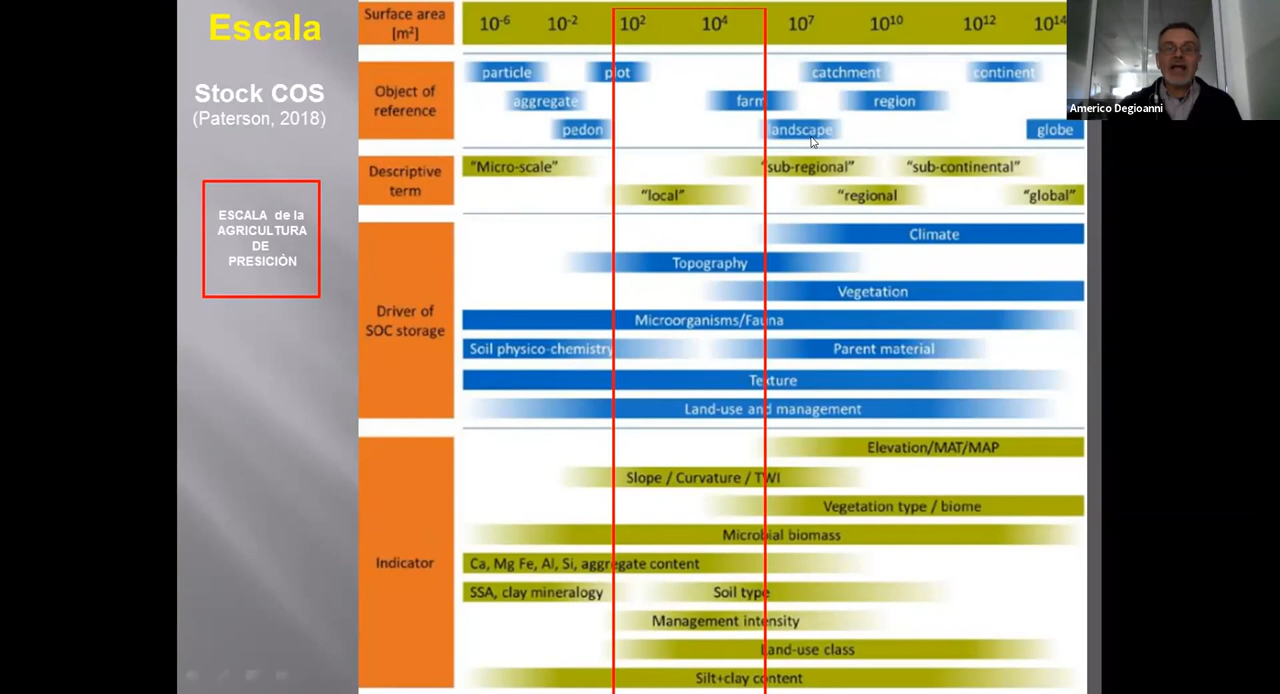 Escala
Stock COS
(Paterson, 2018)
ESCALA de la
AGRICULTURA
DE
PRESICIÒN
Surface area
[m²]
10⁻⁶ 10⁻² 10² 10⁴ 10⁷ 10¹⁰ 10¹² 10¹⁴
Object of
reference
particle plot catchment continent
aggregate farm region
pedon landscape globe
Descriptive
term
"Micro-scale" "sub-regional" "sub-continental"
"local" "regional "global"
Driver of
SOC storage
Climate
Topography
Vegetation
Microorganisms/Fauna
Soil physico-chemistry Parent material
Texture
Land-use and management
Indicator
Elevation/MAT/MAP
Slope / Curvature / TWI
Vegetation type / biome
Microbial biomass
Ca, Mg Fe, Al, Si, aggregate content
SSA, clay mineralogy Soil type
Management intensity
Land-use class
Silt+clay content
Americo Degioanni